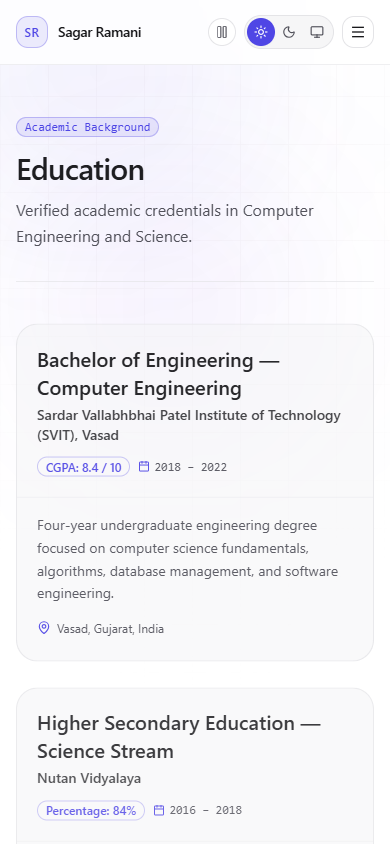 SR Sagar Ramani
Academic Background
Education
Verified academic credentials in Computer
Engineering and Science.
Bachelor of Engineering —
Computer Engineering
Sardar Vallabhbhai Patel Institute of Technology
(SVIT), Vasad
CGPA: 8.4 / 10 2018 – 2022
Four-year undergraduate engineering degree
focused on computer science fundamentals,
algorithms, database management, and software
engineering.
Vasad, Gujarat, India
Higher Secondary Education —
Science Stream
Nutan Vidyalaya
Percentage: 84% 2016 – 2018